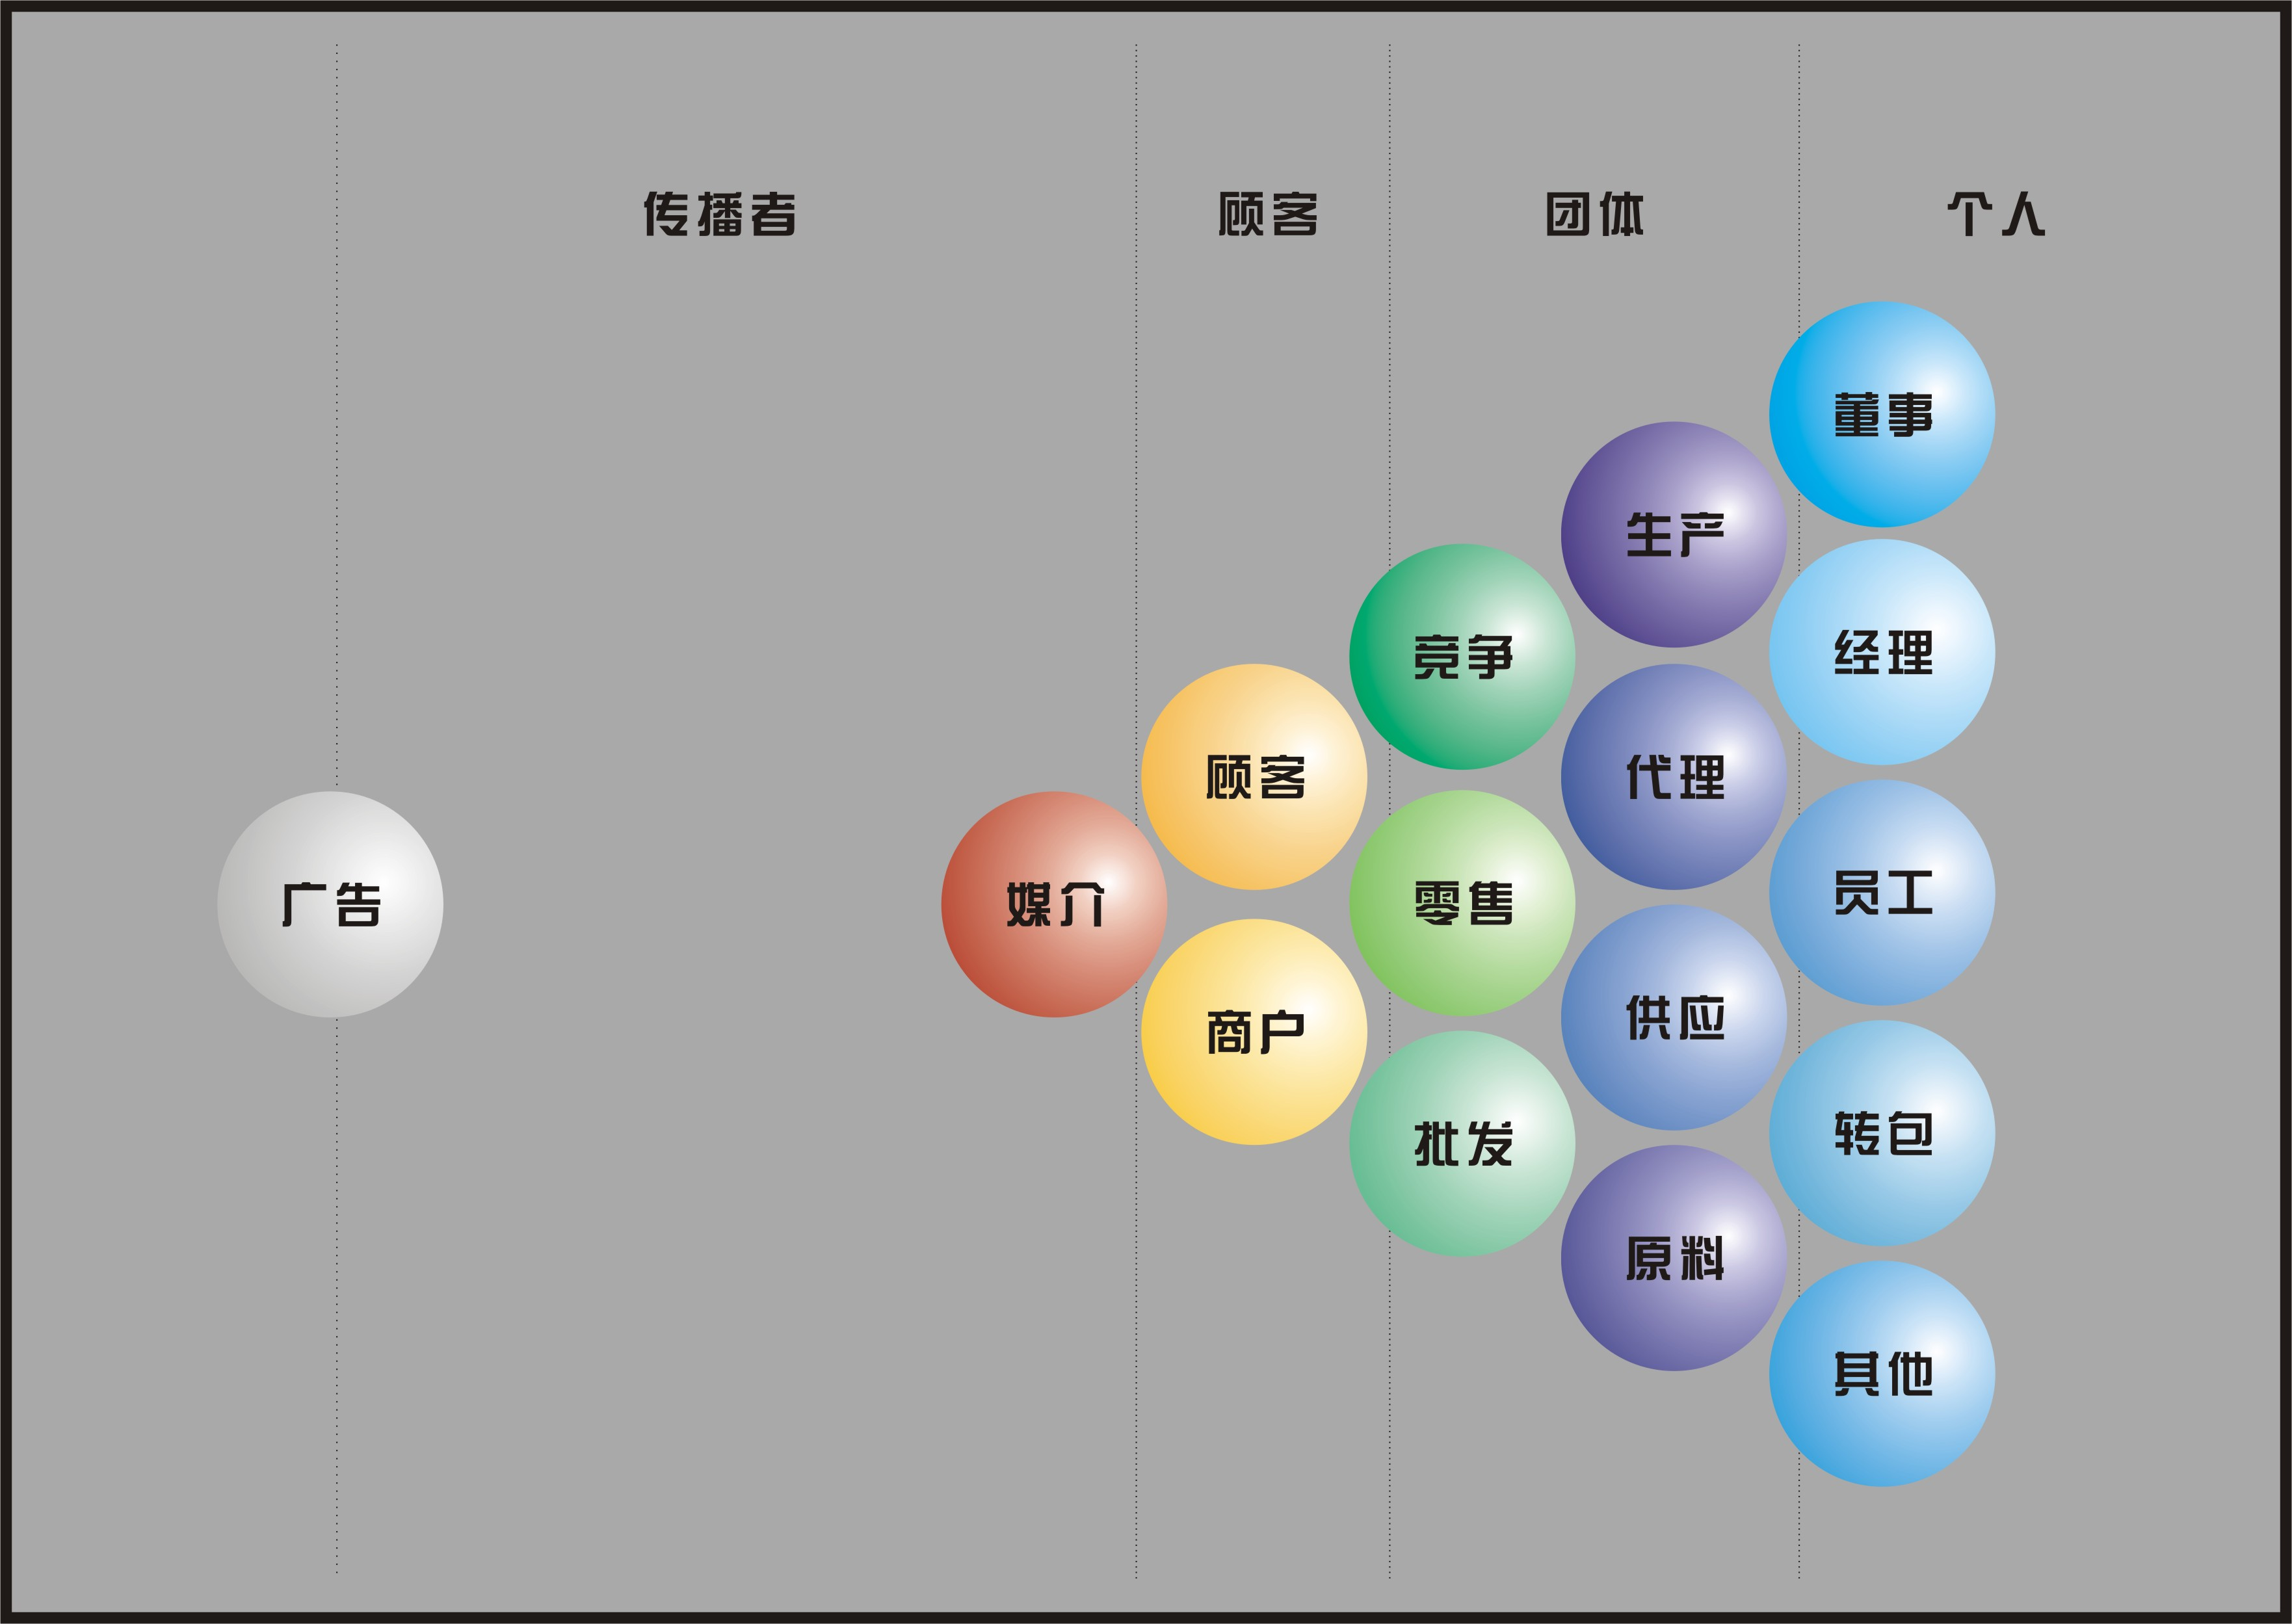 传播者
顾客
团体
个人
广告
媒介
顾客
商户
竞争
零售
批发
生产
代理
供应
原料
董事
经理
员工
转包
其他